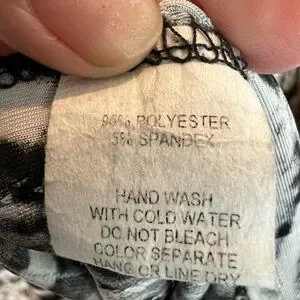 95% POLYESTER
5% SPANDEX
HAND WASH
WITH COLD WATER
DO NOT BLEACH
COLOR SEPARATE
HANG OR LINE DRY